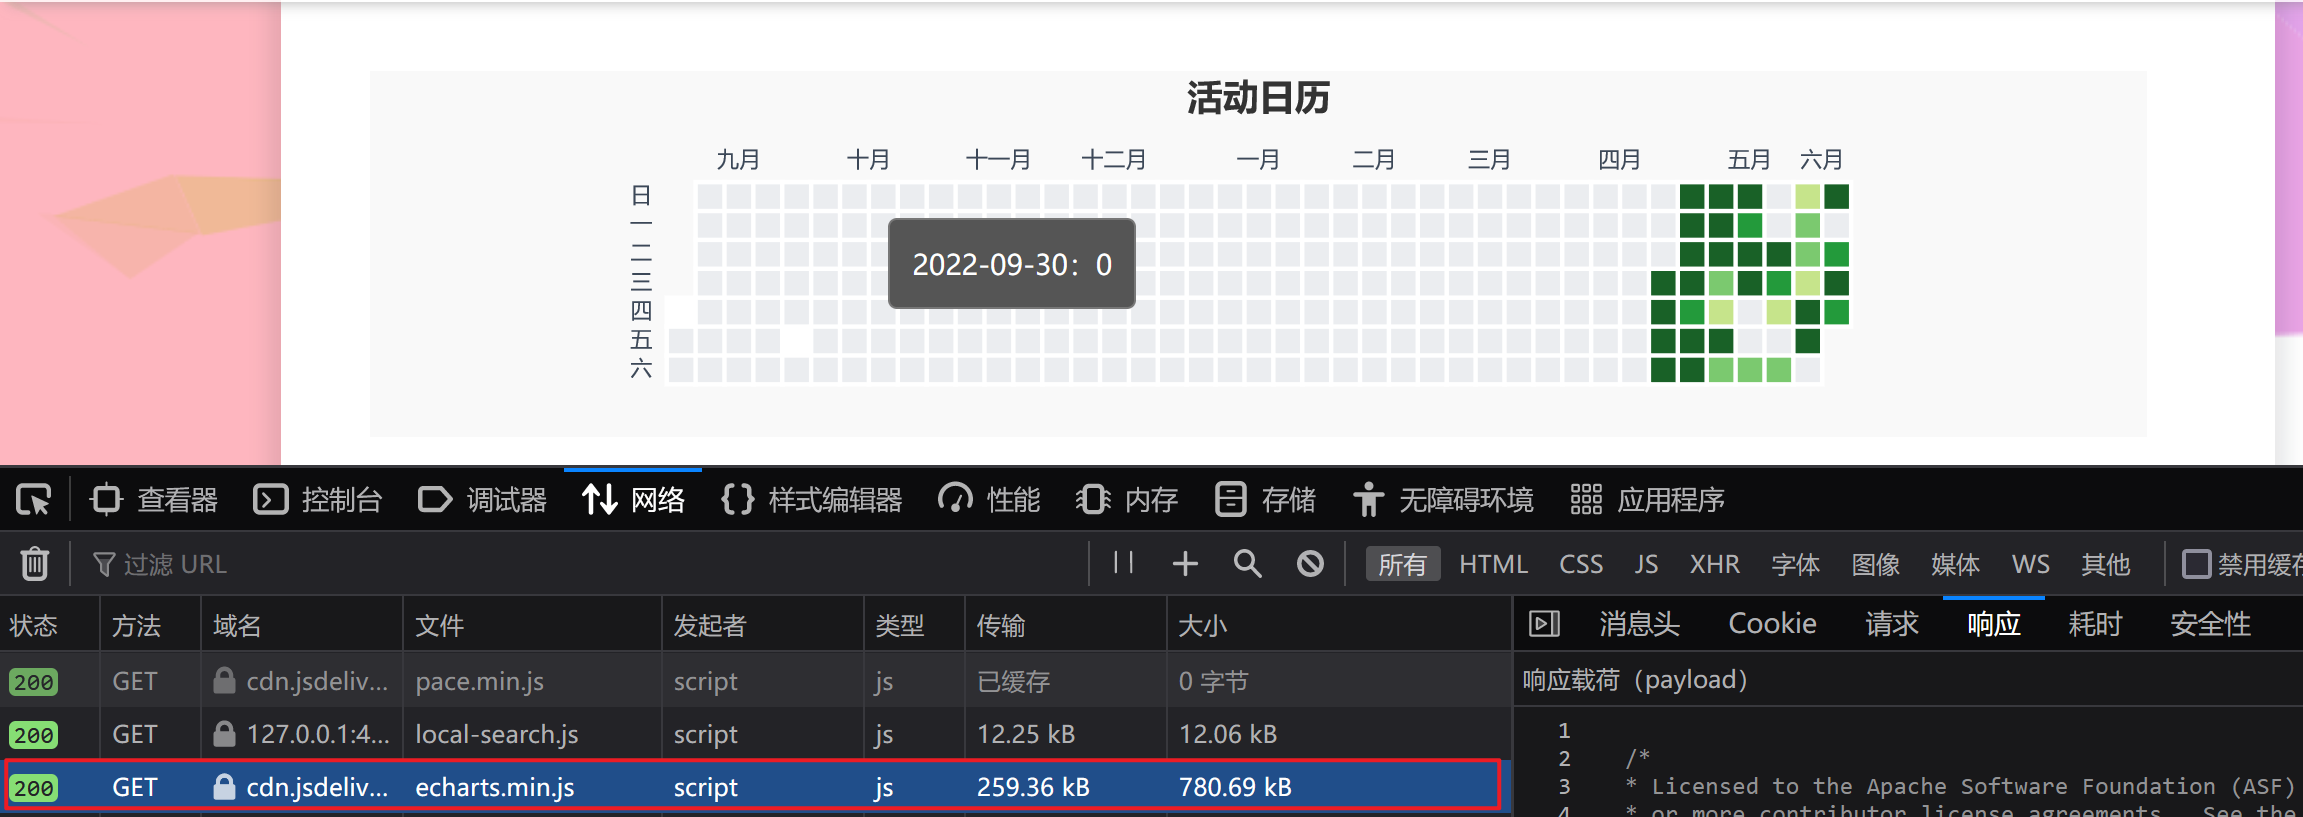 活动日历
九月 十月 十一月 十二月 一月 二月 三月 四月 五月 六月
日
一
二
三
四
五
六
2022-09-30：0
查看器 控制台 调试器 网络 样式编辑器 性能 内存 存储 无障碍环境 应用程序
过滤 URL 所有 HTML CSS JS XHR 字体 图像 媒体 WS 其他 禁用缓存
状态 方法 域名 文件 发起者 类型 传输 大小 消息头 Cookie 请求 响应 耗时 安全性
200 GET cdn.jsdeliv... pace.min.js script js 已缓存 0 字节
响应载荷（payload）
200 GET 127.0.0.1:4... local-search.js script js 12.25 kB 12.06 kB
200 GET cdn.jsdeliv... echarts.min.js script js 259.36 kB 780.69 kB
1
2 /*
3 * Licensed to the Apache Software Foundation (ASF)
4 * or more contributor license agreements. See the